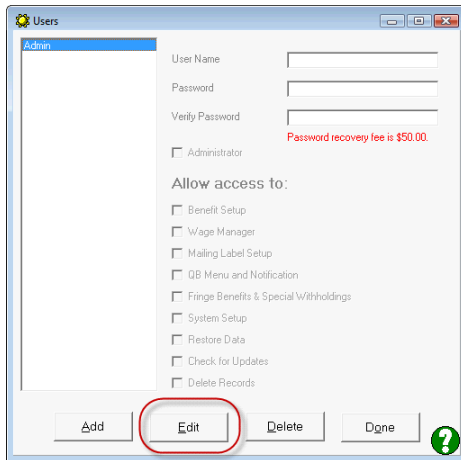 Users
Admin
User Name
Password
Verify Password
Password recovery fee is $50.00.
Administrator
Allow access to:
Benefit Setup
Wage Manager
Mailing Label Setup
QB Menu and Notification
Fringe Benefits & Special Withholdings
System Setup
Restore Data
Check for Updates
Delete Records
Add Edit Delete Done ?